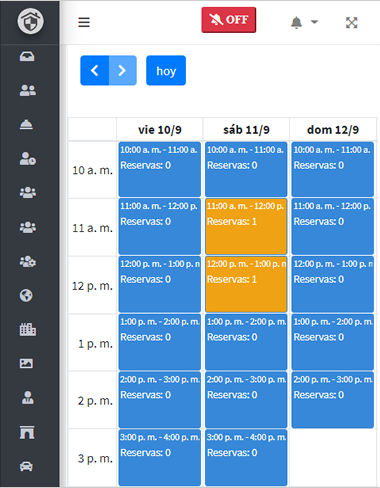 OFF
hoy
vie 10/9 sáb 11/9 dom 12/9
10 a. m.
10:00 a. m. - 11:00 a.
Reservas: 0
10:00 a. m. - 11:00 a.
Reservas: 0
10:00 a. m. - 11:00 a.
Reservas: 0
11 a. m.
11:00 a. m. - 12:00 p.
Reservas: 0
11:00 a. m. - 12:00 p.
Reservas: 1
11:00 a. m. - 12:00 p.
Reservas: 0
12 p. m.
12:00 p. m. - 1:00 p. m
Reservas: 0
12:00 p. m. - 1:00 p. m
Reservas: 1
12:00 p. m. - 1:00 p. m
Reservas: 0
1 p. m.
1:00 p. m. - 2:00 p. m.
Reservas: 0
1:00 p. m. - 2:00 p. m.
Reservas: 0
1:00 p. m. - 2:00 p. m.
Reservas: 0
2 p. m.
2:00 p. m. - 3:00 p. m.
Reservas: 0
2:00 p. m. - 3:00 p. m.
Reservas: 0
2:00 p. m. - 3:00 p. m.
Reservas: 0
3 p. m.
3:00 p. m. - 4:00 p. m.
Reservas: 0
3:00 p. m. - 4:00 p. m.
Reservas: 0